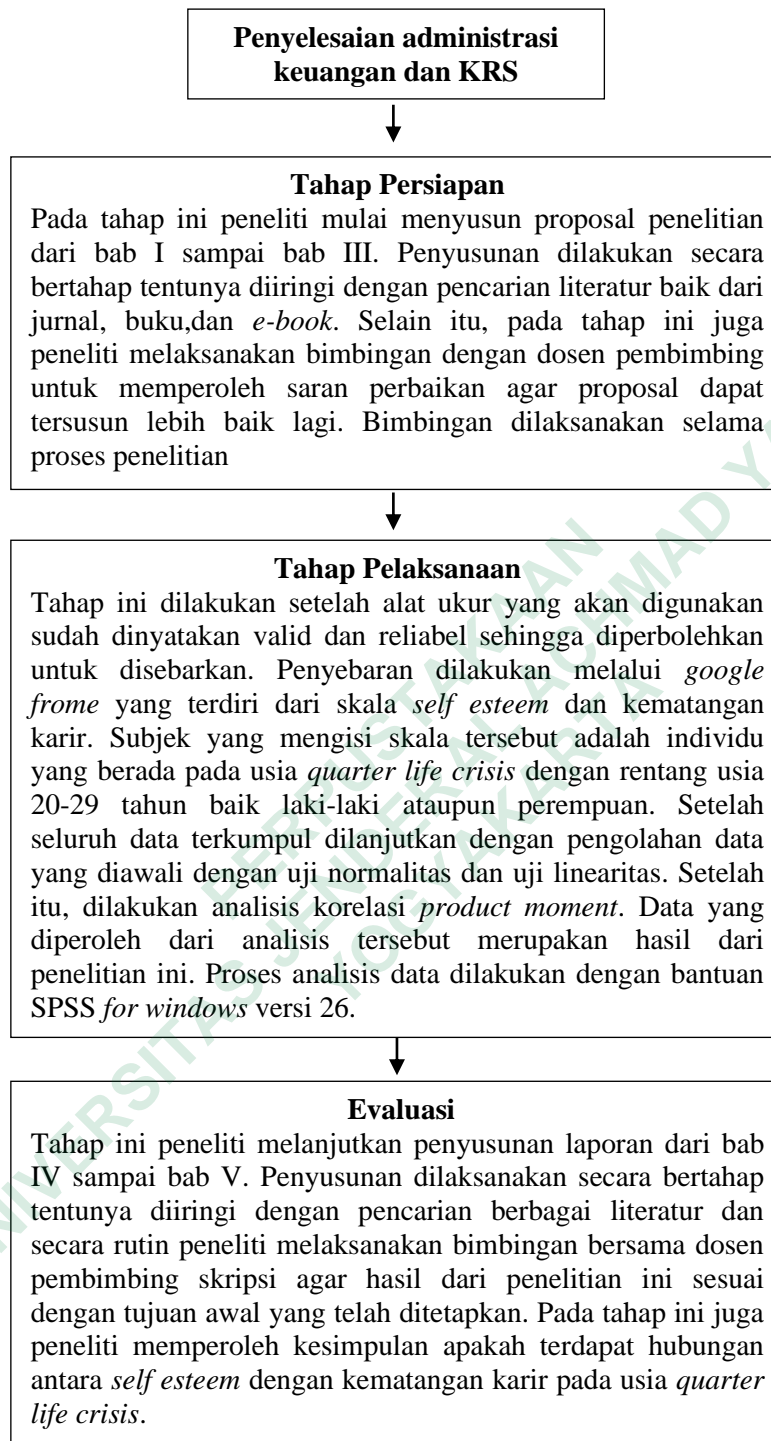 Penyelesaian administrasi
keuangan dan KRS
Tahap Persiapan
Pada tahap ini peneliti mulai menyusun proposal penelitian
dari bab I sampai bab III. Penyusunan dilakukan secara
bertahap tentunya diiringi dengan pencarian literatur baik dari
jurnal, buku,dan e-book. Selain itu, pada tahap ini juga
peneliti melaksanakan bimbingan dengan dosen pembimbing
untuk memperoleh saran perbaikan agar proposal dapat
tersusun lebih baik lagi. Bimbingan dilaksanakan selama
proses penelitian
Tahap Pelaksanaan
Tahap ini dilakukan setelah alat ukur yang akan digunakan
sudah dinyatakan valid dan reliabel sehingga diperbolehkan
untuk disebarkan. Penyebaran dilakukan melalui google
frome yang terdiri dari skala self esteem dan kematangan
karir. Subjek yang mengisi skala tersebut adalah individu
yang berada pada usia quarter life crisis dengan rentang usia
20-29 tahun baik laki-laki ataupun perempuan. Setelah
seluruh data terkumpul dilanjutkan dengan pengolahan data
yang diawali dengan uji normalitas dan uji linearitas. Setelah
itu, dilakukan analisis korelasi product moment. Data yang
diperoleh dari analisis tersebut merupakan hasil dari
penelitian ini. Proses analisis data dilakukan dengan bantuan
SPSS for windows versi 26.
Evaluasi
Tahap ini peneliti melanjutkan penyusunan laporan dari bab
IV sampai bab V. Penyusunan dilaksanakan secara bertahap
tentunya diiringi dengan pencarian berbagai literatur dan
secara rutin peneliti melaksanakan bimbingan bersama dosen
pembimbing skripsi agar hasil dari penelitian ini sesuai
dengan tujuan awal yang telah ditetapkan. Pada tahap ini juga
peneliti memperoleh kesimpulan apakah terdapat hubungan
antara self esteem dengan kematangan karir pada usia quarter
life crisis.
PERPUSTAKAAN
UNIVERSITAS JENDERAL ACHMAD YA
YOGYAKARTA